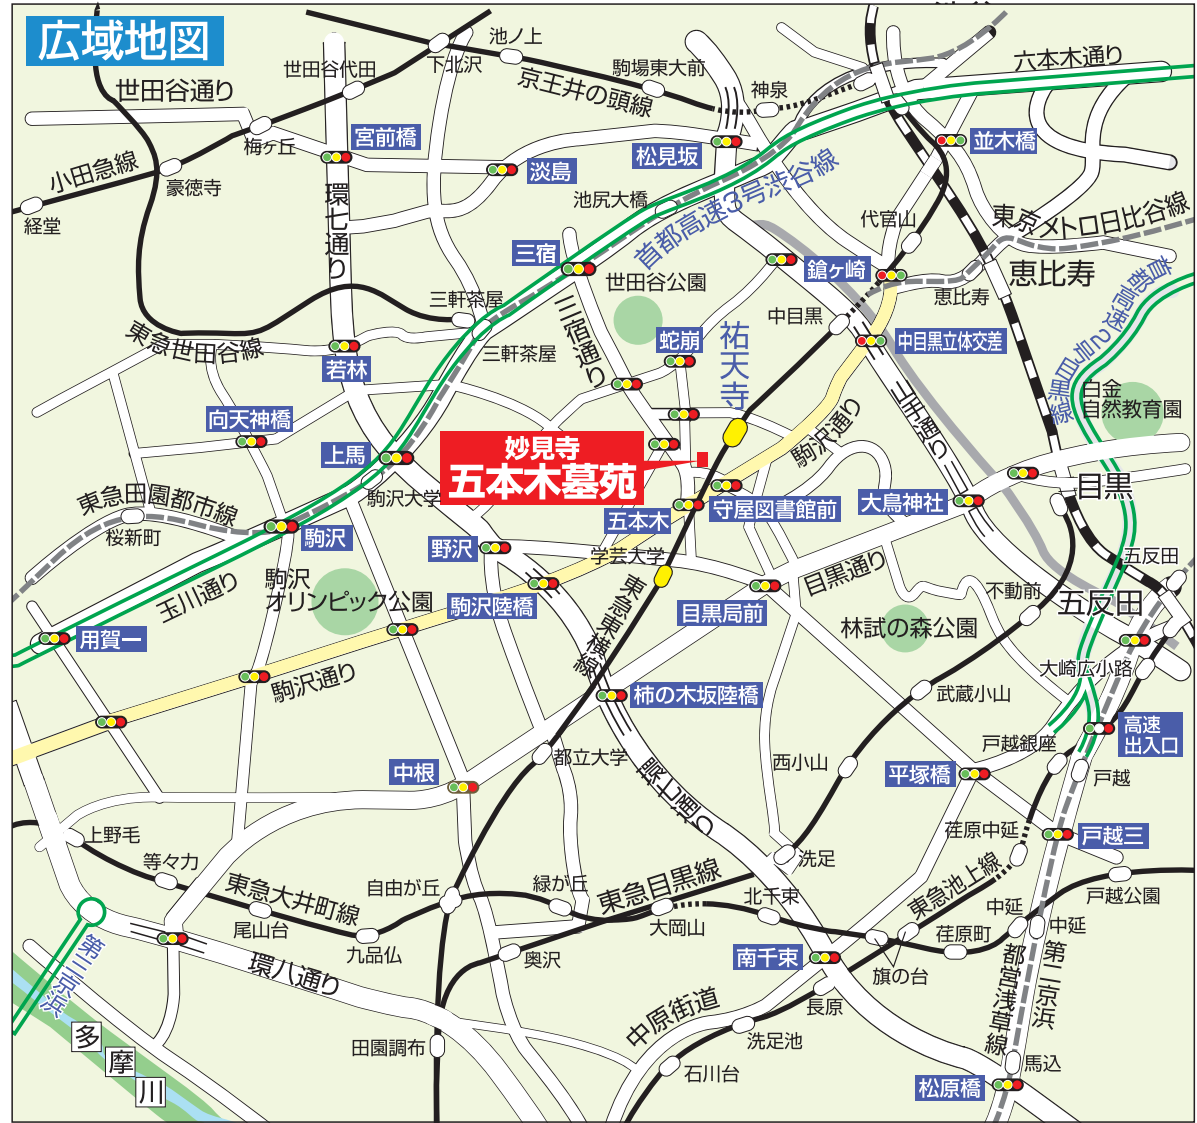 広域地図
池ノ上
下北沢
世田谷代田
世田谷通り
京王井の頭線
駒場東大前
神泉
六本木通り
宮前橋
梅ヶ丘
小田急線
豪徳寺
経堂
淡島
松見坂
並木橋
環七通り
池尻大橋
首都高速3号渋谷線
代官山
東京メトロ日比谷線
三宿
世田谷公園
鎗ヶ崎
恵比寿
恵比寿
首都高速2号目黒線
三軒茶屋
三軒茶屋
三宿通り
中目黒
中目黒立体交差
東急世田谷線
若林
蛇崩
祐天寺
山手通り
白金
自然教育園
向天神橋
上馬
妙見寺
五本木墓苑
駒沢通り
駒沢大学
東急田園都市線
桜新町
駒沢
五本木
守屋図書館前
大鳥神社
目黒
野沢
学芸大学
目黒通り
五反田
五反田
玉川通り
駒沢
オリンピック公園
駒沢陸橋
東急東横線
目黒局前
不動前
林試の森公園
用賀一
大崎広小路
駒沢通り
柿の木坂陸橋
武蔵小山
高速
出入口
中根
都立大学
環七通り
西小山
戸越銀座
平塚橋
戸越
上野毛
等々力
洗足
荏原中延
戸越三
東急大井町線
自由が丘
緑が丘
東急目黒線
北千束
東急池上線
戸越公園
尾山台
九品仏
大岡山
中延
中延
荏原町
第三京浜
環八通り
奥沢
南千束
旗の台
都営浅草線
第二京浜
中原街道
長原
多
摩
川
田園調布
洗足池
石川台
馬込
松原橋